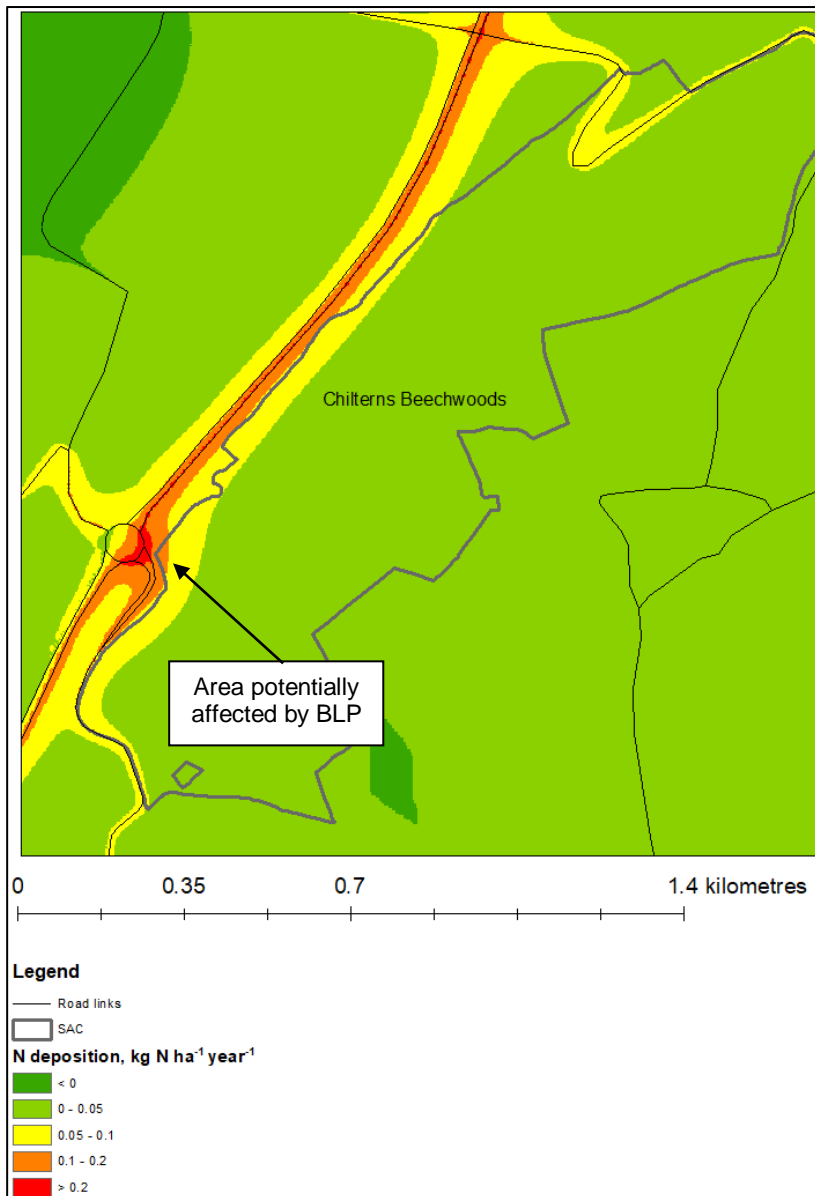 Chilterns Beechwoods
Area potentially
affected by BLP
0 0.35 0.7 1.4 kilometres
Legend
Road links
SAC
N deposition, kg N ha⁻¹ year⁻¹
< 0
0 - 0.05
0.05 - 0.1
0.1 - 0.2
> 0.2